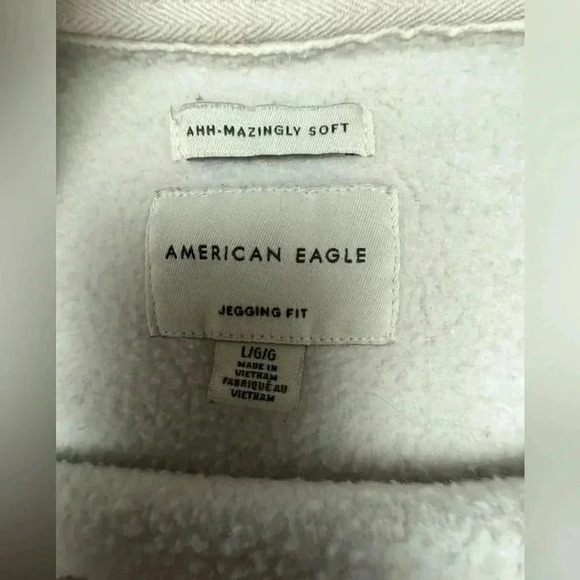 AHH-MAZINGLY SOFT
AMERICAN EAGLE
JEGGING FIT
L/G/G
MADE IN
VIETNAM
FABRIQUÉ AU
VIETNAM